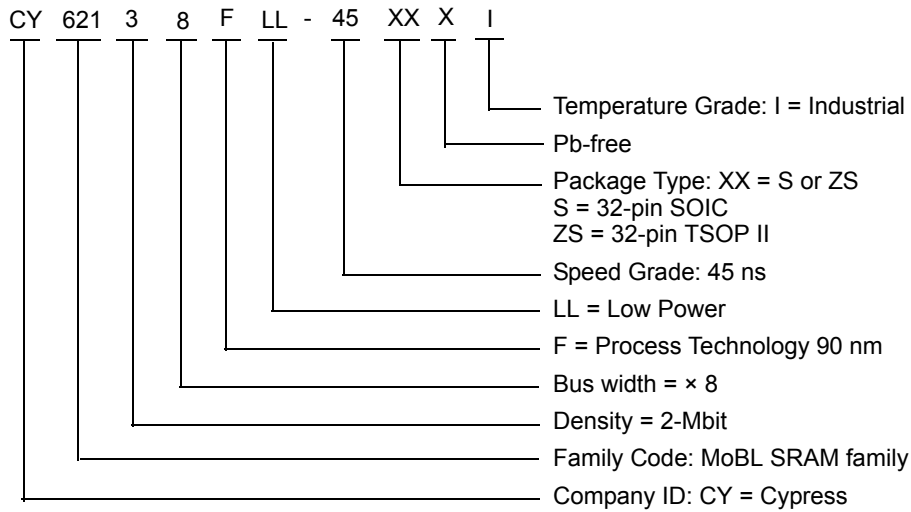 CY 621 3 8 F LL - 45 XX X I
Temperature Grade: I = Industrial
Pb-free
Package Type: XX = S or ZS
S = 32-pin SOIC
ZS = 32-pin TSOP II
Speed Grade: 45 ns
LL = Low Power
F = Process Technology 90 nm
Bus width = × 8
Density = 2-Mbit
Family Code: MoBL SRAM family
Company ID: CY = Cypress